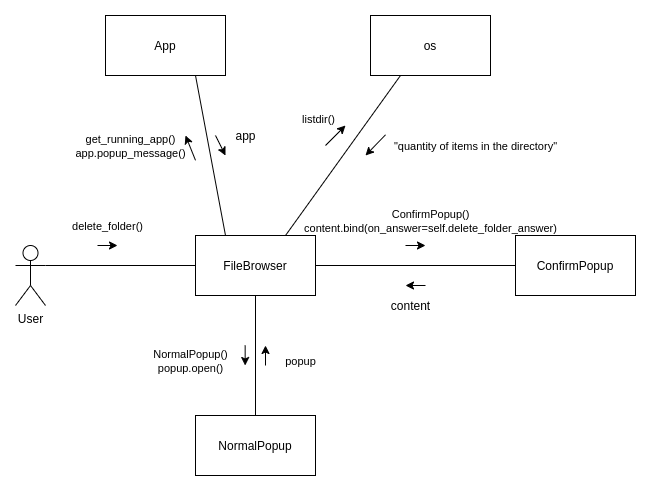 App
os
listdir()
get_running_app()
app.popup_message()
app
"quantity of items in the directory"
delete_folder()
ConfirmPopup()
content.bind(on_answer=self.delete_folder_answer)
User
FileBrowser
ConfirmPopup
content
NormalPopup()
popup.open()
popup
NormalPopup